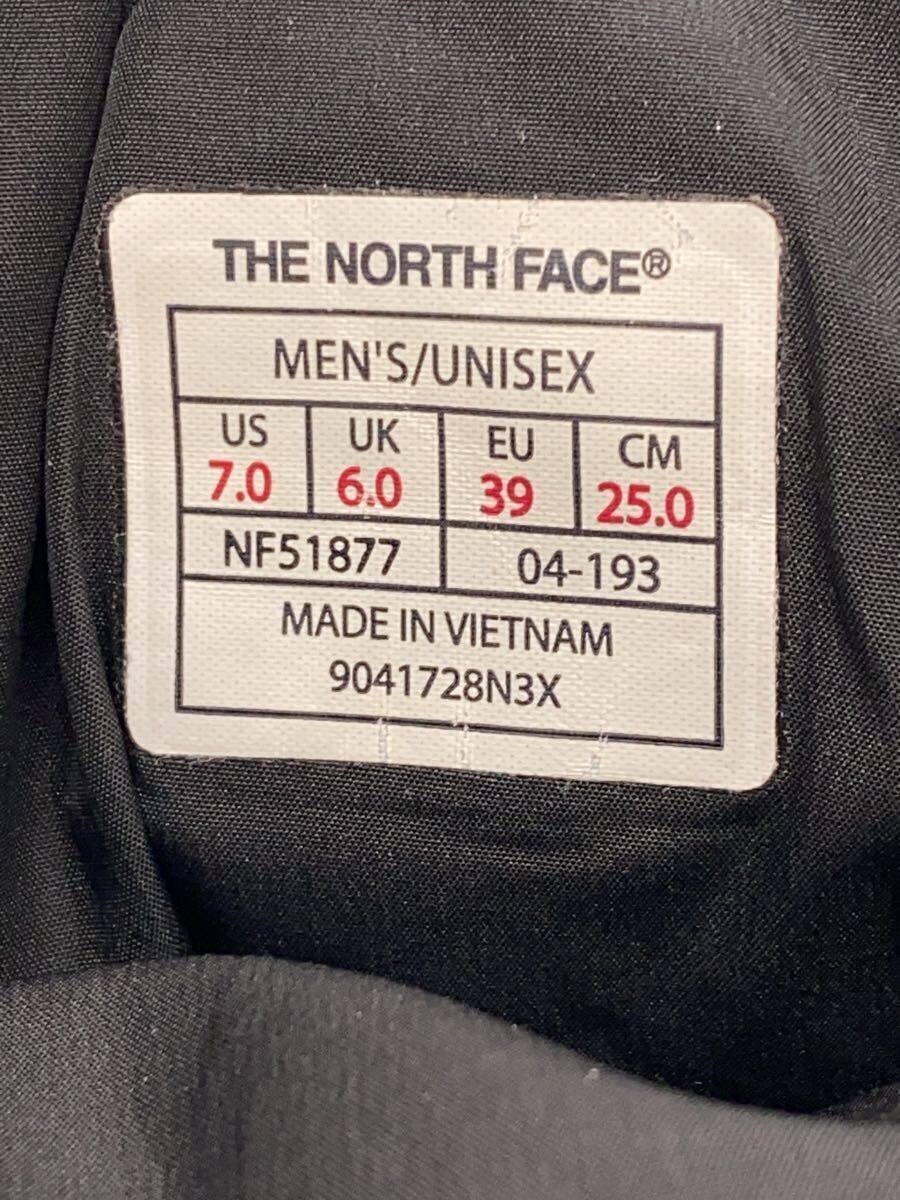 THE NORTH FACE®
MEN'S/UNISEX
US UK EU CM
7.0 6.0 39 25.0
NF51877 04-193
MADE IN VIETNAM
9041728N3X